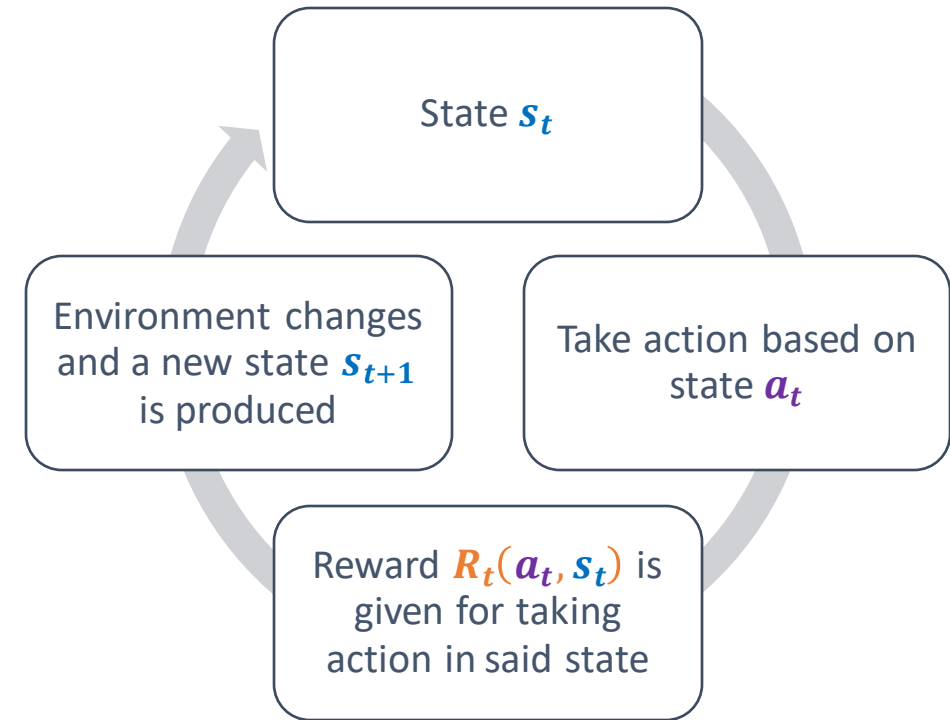 State s_t
Take action based on
state a_t
Reward R_t(a_t, s_t) is
given for taking
action in said state
Environment changes
and a new state s_{t+1}
is produced